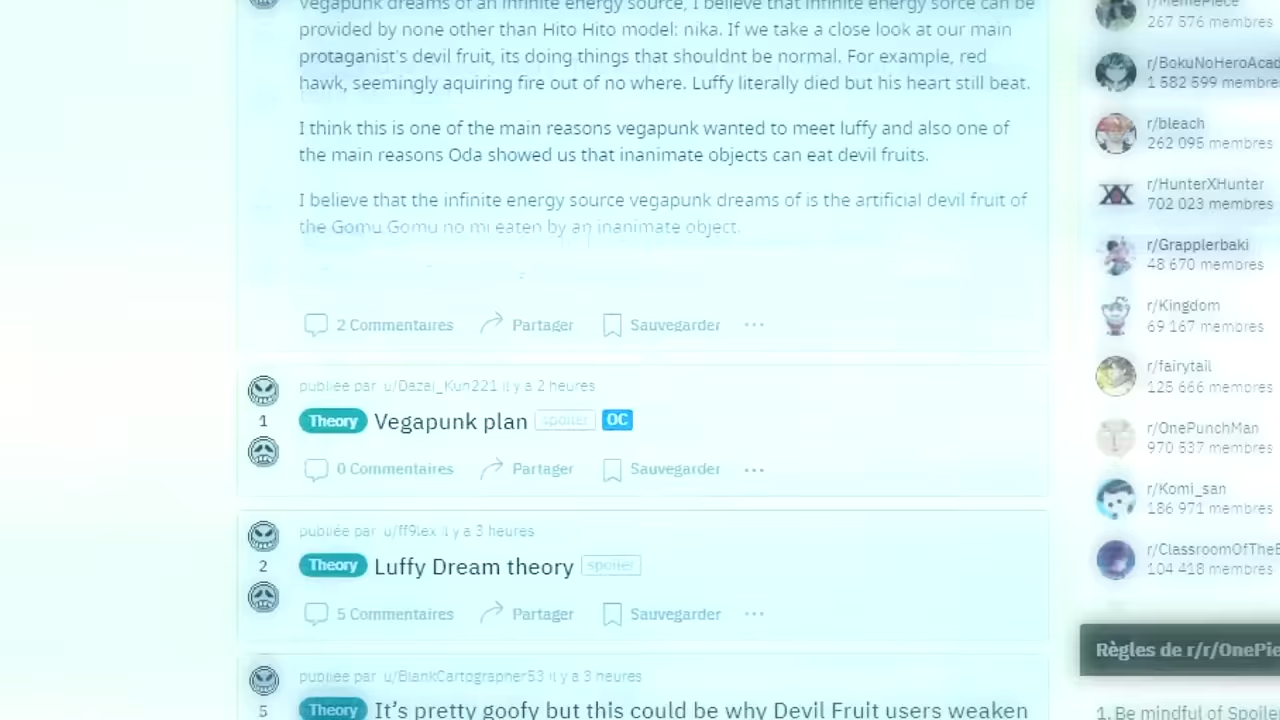 Vegapunk dreams of an infinite energy source, I believe that infinite energy sorce can be
provided by none other than Hito Hito model: nika. If we take a close look at our main
protaganist's devil fruit, its doing things that shouldnt be normal. For example, red
hawk, seemingly aquiring fire out of no where. Luffy literally died but his heart still beat.
I think this is one of the main reasons vegapunk wanted to meet luffy and also one of
the main reasons Oda showed us that inanimate objects can eat devil fruits.
I believe that the infinite energy source vegapunk dreams of is the artificial devil fruit of
the Gomu Gomu no mi eaten by an inanimate object.
2 Commentaires Partager Sauvegarder
publiée par u/Dazai_Kun221 il y a 2 heures
1
Theory Vegapunk plan spoiler OC
0 Commentaires Partager Sauvegarder
publiée par u/ff9lex il y a 3 heures
2
Theory Luffy Dream theory spoiler
5 Commentaires Partager Sauvegarder
publiée par u/BlankCartographer53 il y a 3 heures
5
Theory It's pretty goofy but this could be why Devil Fruit users weaken
r/MemePiece
267 576 membres
r/BokuNoHeroAcad
1 582 599 membres
r/bleach
262 095 membres
r/HunterXHunter
702 023 membres
r/Grapplerbaki
48 670 membres
r/Kingdom
69 167 membres
r/fairytail
125 666 membres
r/OnePunchMan
970 537 membres
r/Komi_san
186 971 membres
r/ClassroomOfTheE
104 418 membres
Règles de r/r/OnePie
1. Be mindful of Spoiler